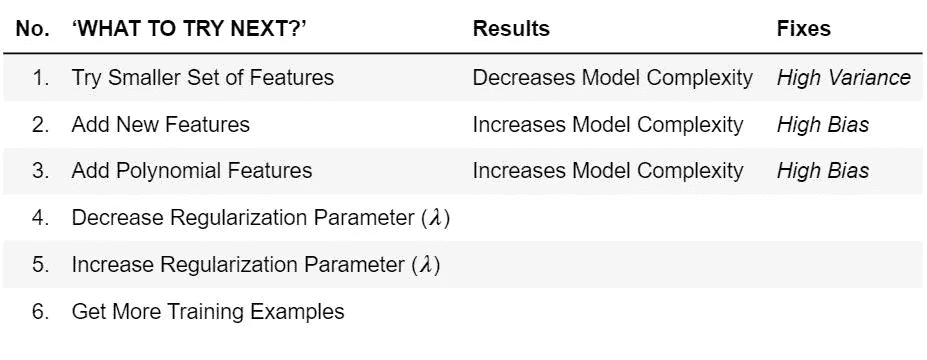 No. ‘WHAT TO TRY NEXT?’ Results Fixes
1. Try Smaller Set of Features Decreases Model Complexity High Variance
2. Add New Features Increases Model Complexity High Bias
3. Add Polynomial Features Increases Model Complexity High Bias
4. Decrease Regularization Parameter (λ)
5. Increase Regularization Parameter (λ)
6. Get More Training Examples